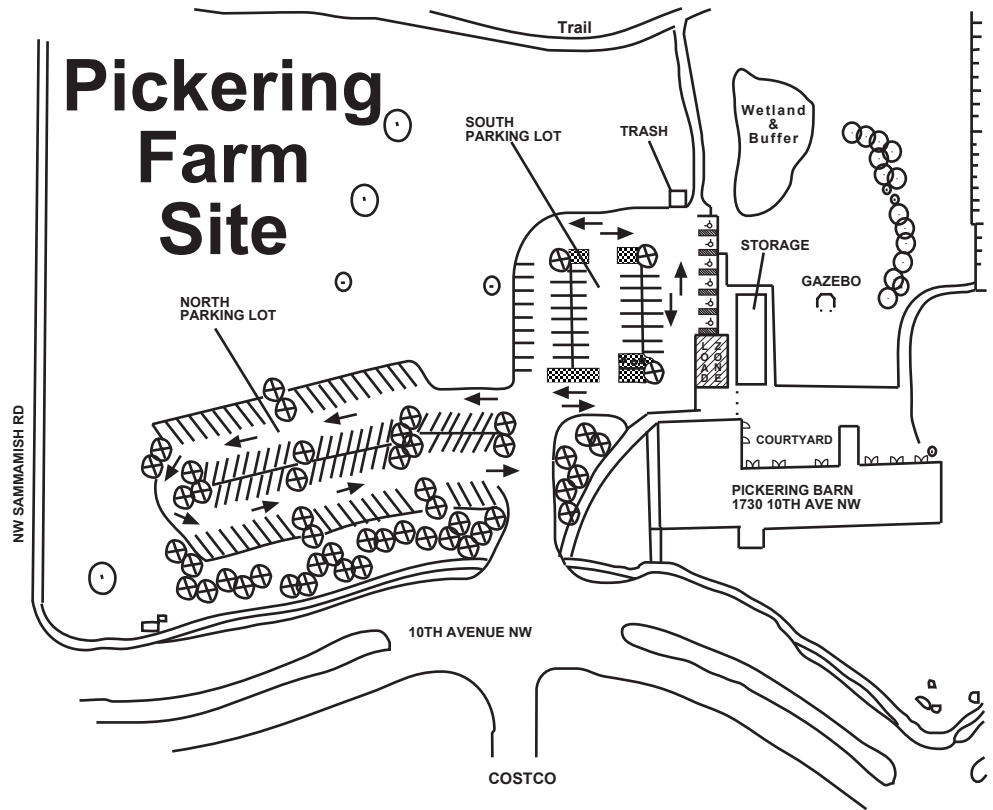 Trail
Pickering
Farm
Site
SOUTH
PARKING LOT
TRASH
Wetland
&
Buffer
STORAGE
GAZEBO
NORTH
PARKING LOT
LOAD
ZONE
NW SAMMAMISH RD
COURTYARD
PICKERING BARN
1730 10TH AVE NW
10TH AVENUE NW
COSTCO